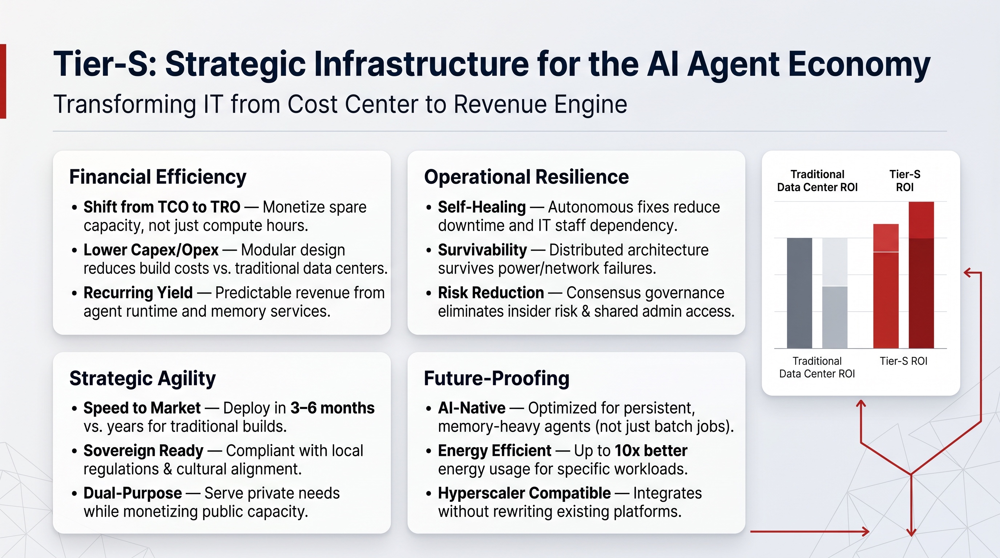 Tier-S: Strategic Infrastructure for the AI Agent Economy
Transforming IT from Cost Center to Revenue Engine
Financial Efficiency
• Shift from TCO to TRO — Monetize spare
capacity, not just compute hours.
• Lower Capex/Opex — Modular design
reduces build costs vs. traditional data centers.
• Recurring Yield — Predictable revenue from
agent runtime and memory services.
Operational Resilience
• Self-Healing — Autonomous fixes reduce
downtime and IT staff dependency.
• Survivability — Distributed architecture
survives power/network failures.
• Risk Reduction — Consensus governance
eliminates insider risk & shared admin access.
Traditional
Data Center ROI
Tier-S
ROI
Traditional
Data Center ROI
Tier-S ROI
Strategic Agility
• Speed to Market — Deploy in 3–6 months
vs. years for traditional builds.
• Sovereign Ready — Compliant with local
regulations & cultural alignment.
• Dual-Purpose — Serve private needs
while monetizing public capacity.
Future-Proofing
• AI-Native — Optimized for persistent,
memory-heavy agents (not just batch jobs).
• Energy Efficient — Up to 10x better
energy usage for specific workloads.
• Hyperscaler Compatible — Integrates
without rewriting existing platforms.